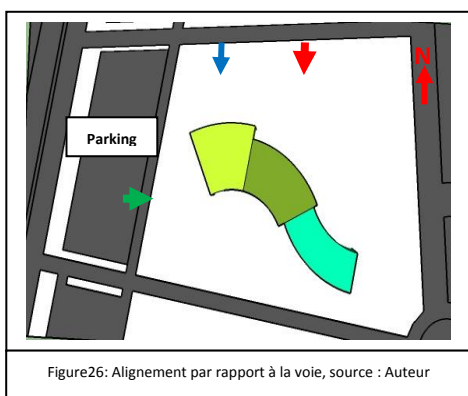 N
Parking
Figure26: Alignement par rapport à la voie, source : Auteur